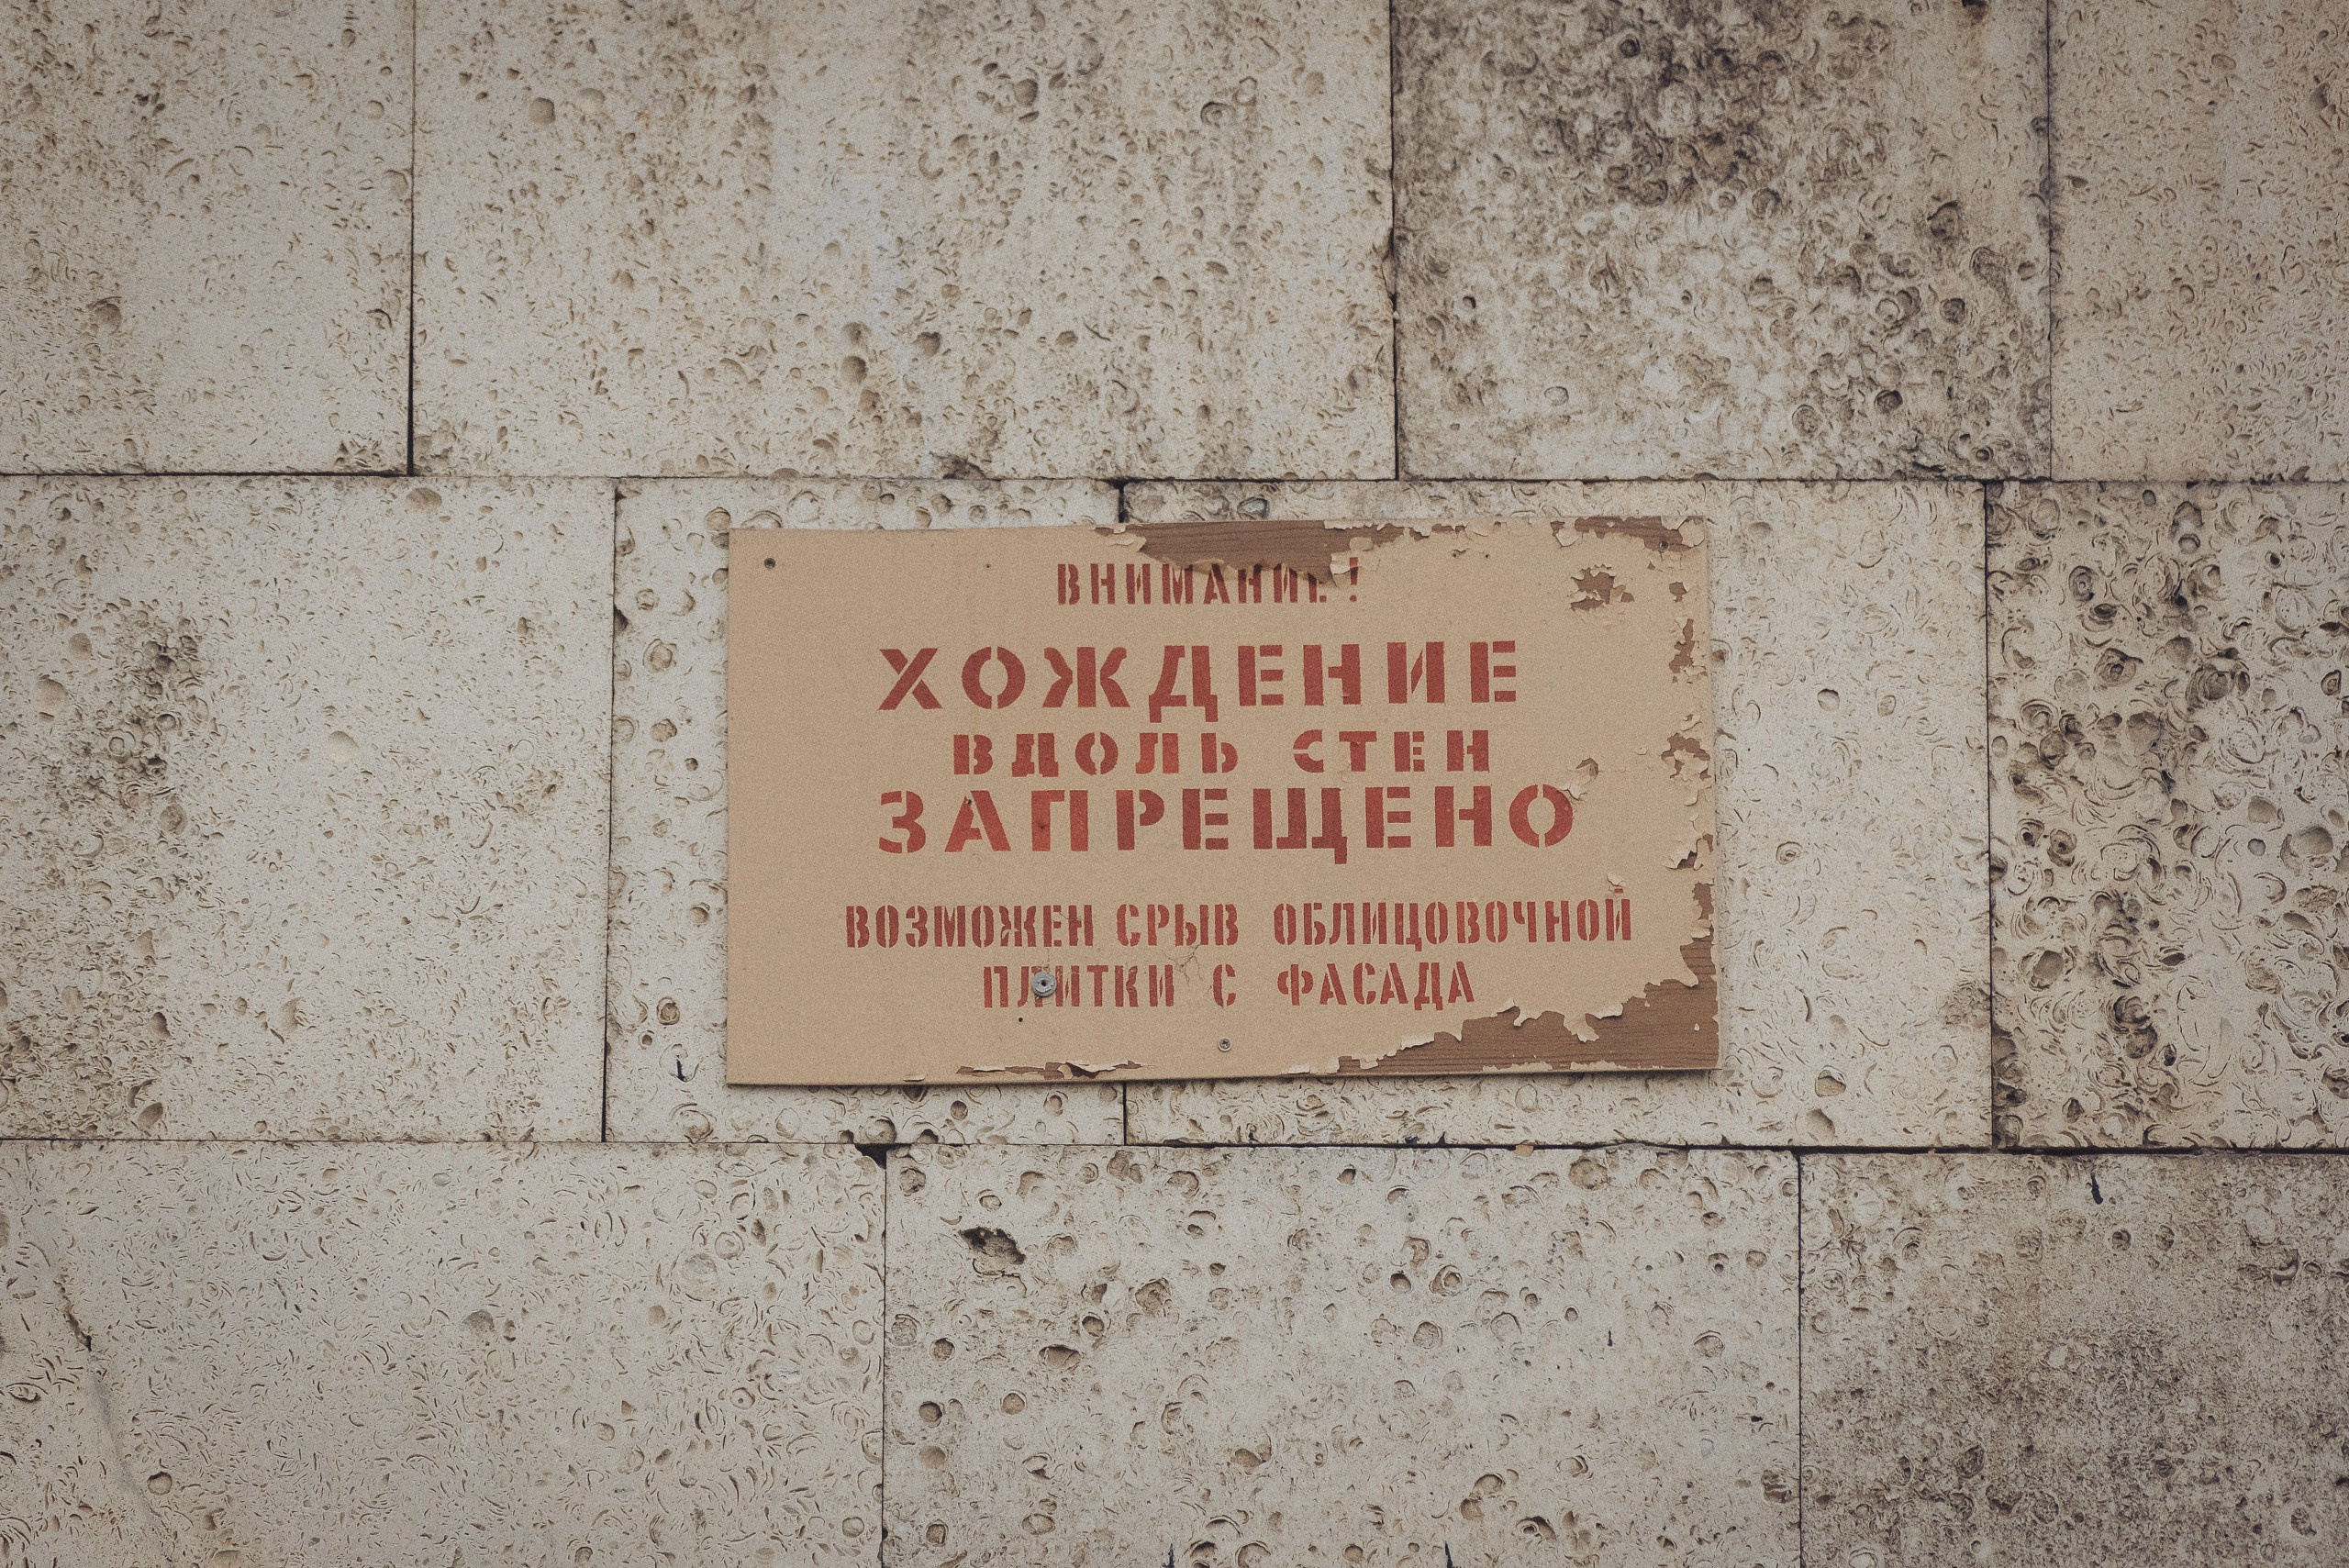 ВНИМАНИЕ!
ХОЖДЕНИЕ
ВДОЛЬ СТЕН
ЗАПРЕЩЕНО
ВОЗМОЖЕН СРЫВ ОБЛИЦОВОЧНОЙ
ПЛИТКИ С ФАСАДА